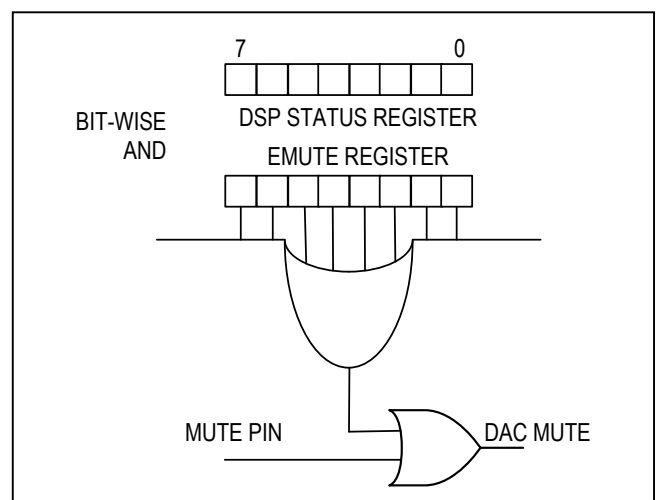 7 0
DSP STATUS REGISTER
BIT-WISE
AND
EMUTE REGISTER
MUTE PIN
DAC MUTE